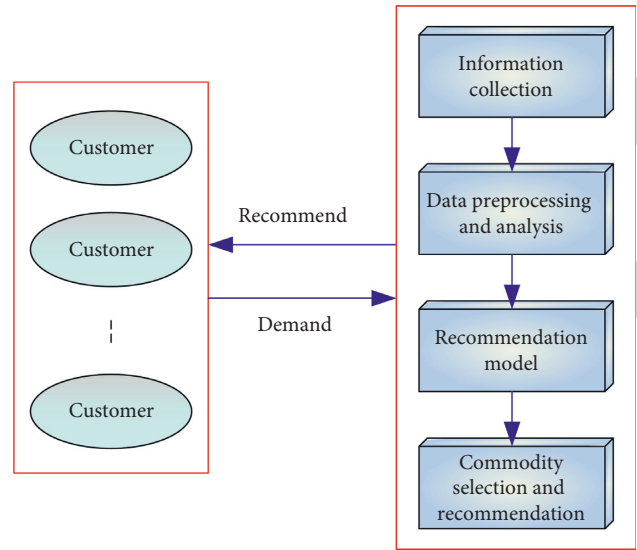 Customer
Customer
Customer
Recommend
Demand
Information
collection
Data preprocessing
and analysis
Recommendation
model
Commodity
selection and
recommendation